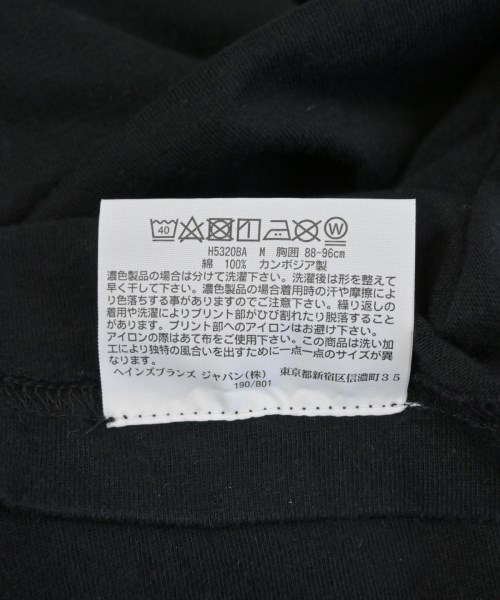 40 W
H5320BA M 胸囲 88-96cm
綿 100% カンボジア製
濃色製品の場合は分けて洗濯下さい。洗濯後は形を整えて
早く干して下さい。濃色製品の場合着用時の汗や摩擦によ
り色落ちする事がありますのでご注意下さい。繰り返しの
着用や洗濯によりプリント部がひび割れたり脱落すること
があります。プリント部へのアイロンはお避け下さい。
アイロンの際はあて布をご使用下さい。この商品は洗い加
工により独特の風合いを出すために一点一点のサイズが異
なります。
ヘインズブランズ ジャパン(株) 東京都新宿区信濃町35
190/B01